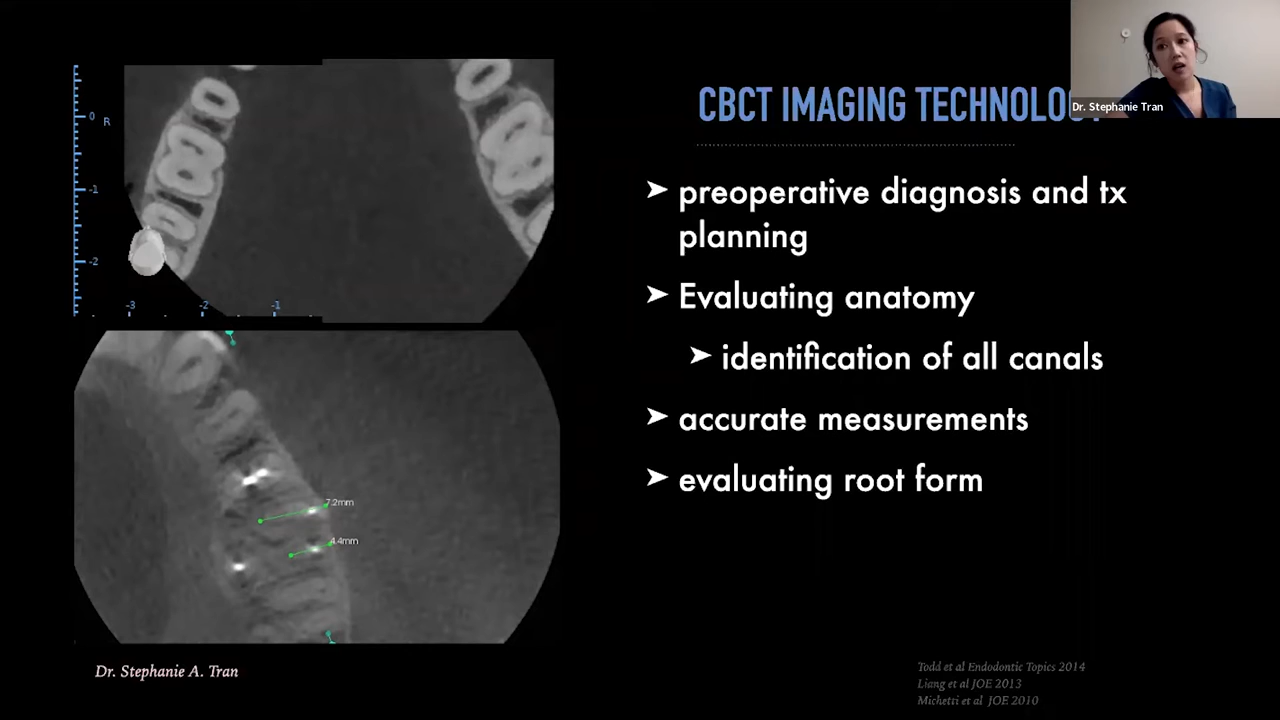 CBCT IMAGING TECHNOLOGY
Dr. Stephanie Tran
➤ preoperative diagnosis and tx
planning
➤ Evaluating anatomy
➤ identification of all canals
➤ accurate measurements
➤ evaluating root form
0
R
-1
-2
-3 -2 -1
7.2mm
4.4mm
Dr. Stephanie A. Tran
Todd et al Endodontic Topics 2014
Liang et al JOE 2013
Michetti et al JOE 2010